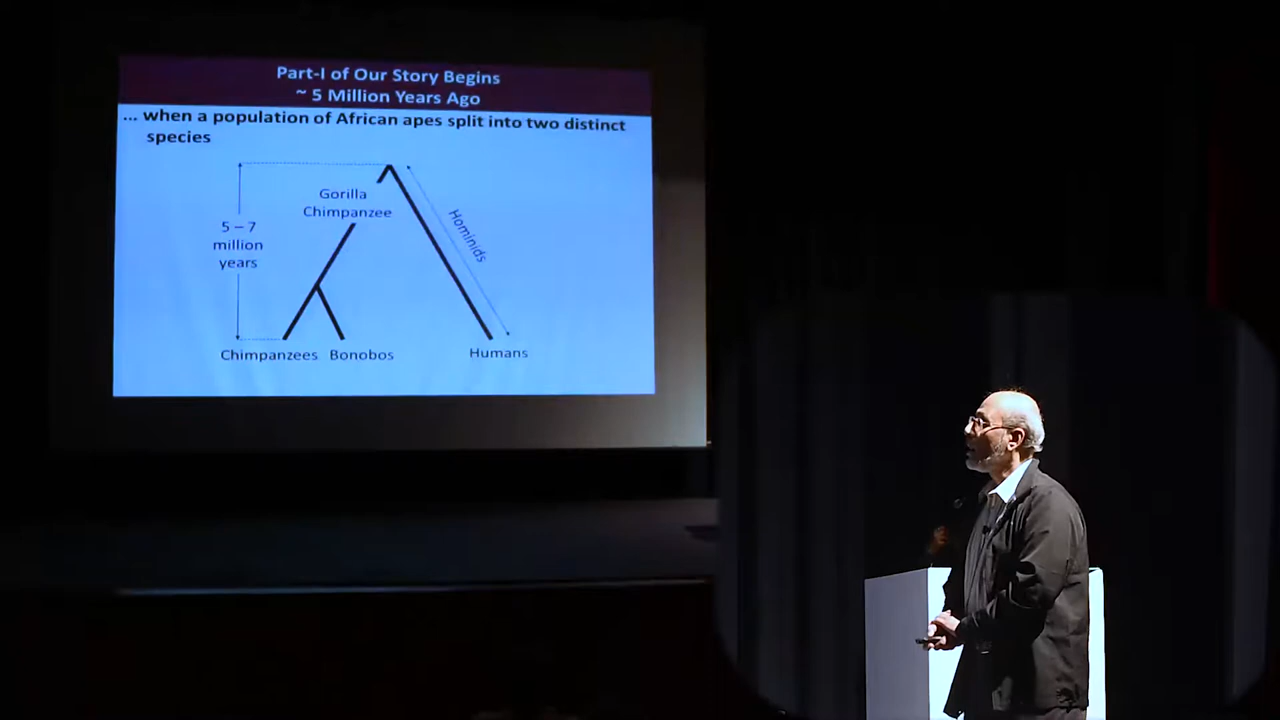 Part-I of Our Story Begins
~ 5 Million Years Ago
... when a population of African apes split into two distinct
species
Gorilla
Chimpanzee
5 – 7
million
years
Hominids
Chimpanzees
Bonobos
Humans